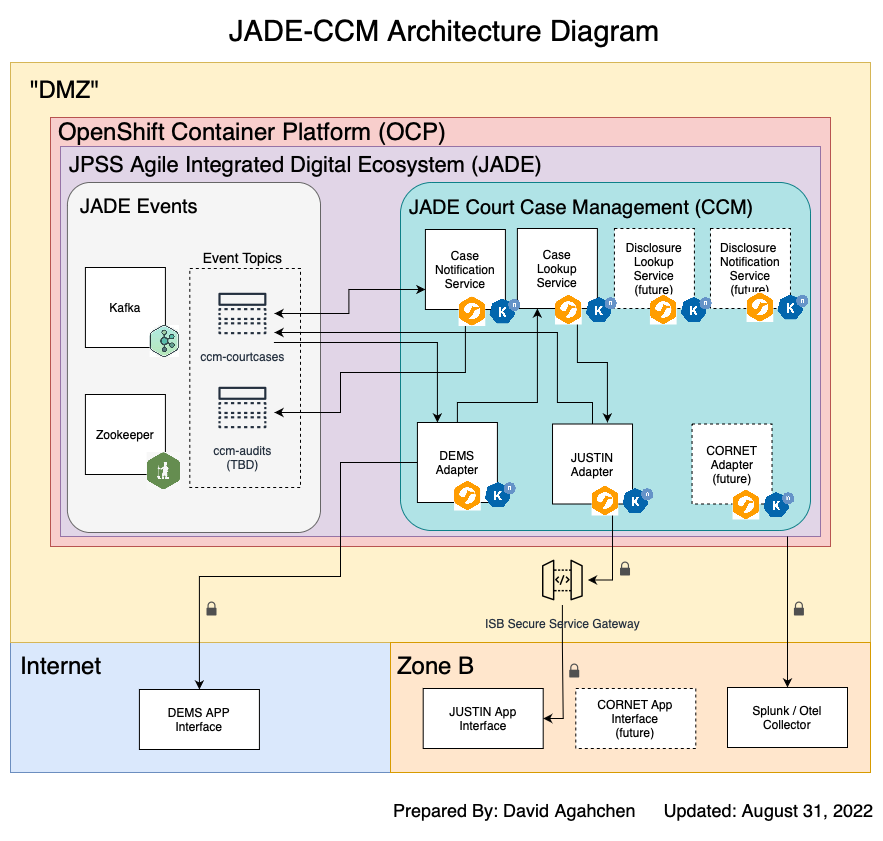 JADE-CCM Architecture Diagram
"DMZ"
OpenShift Container Platform (OCP)
JPSS Agile Integrated Digital Ecosystem (JADE)
JADE Events
Event Topics
Kafka
ccm-courtcases
Zookeeper
ccm-audits
(TBD)
JADE Court Case Management (CCM)
Case
Notification
Service
K
n
Case
Lookup
Service
K
n
Disclosure
Lookup
Service
(future)
K
n
Disclosure
Notification
Service
(future)
K
n
DEMS
Adapter
K
n
JUSTIN
Adapter
K
n
CORNET
Adapter
(future)
K
n
</>
ISB Secure Service Gateway
Internet
DEMS APP
Interface
Zone B
JUSTIN App
Interface
CORNET App
Interface
(future)
Splunk / Otel
Collector
Prepared By: David Agahchen
Updated: August 31, 2022